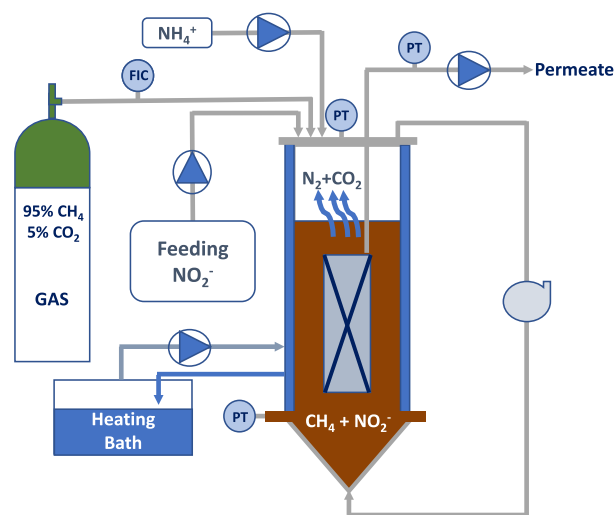 NH₄⁺
PT
Permeate
FIC
PT
N₂+CO₂
95% CH₄
5% CO₂
GAS
Feeding
NO₂⁻
Heating
Bath
PT
CH₄ + NO₂⁻